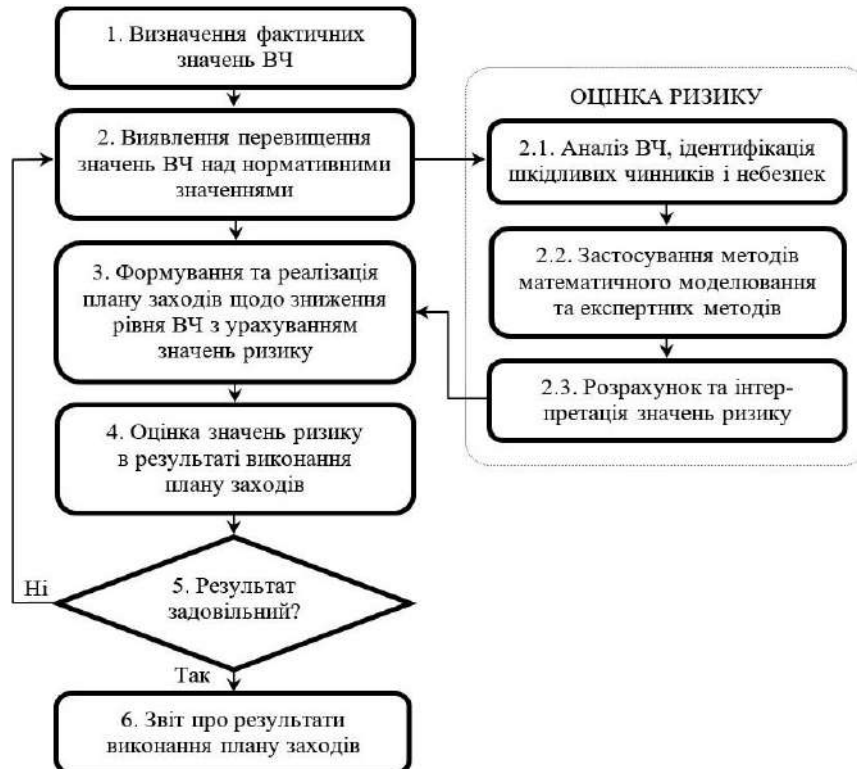 1. Визначення фактичних
значень ВЧ
2. Виявлення перевищення
значень ВЧ над нормативними
значеннями
3. Формування та реалізація
плану заходів щодо зниження
рівня ВЧ з урахуванням
значень ризику
4. Оцінка значень ризику
в результаті виконання
плану заходів
Ні
5. Результат
задовільний?
Так
6. Звіт про результати
виконання плану заходів
ОЦІНКА РИЗИКУ
2.1. Аналіз ВЧ, ідентифікація
шкідливих чинників і небезпек
2.2. Застосування методів
математичного моделювання
та експертних методів
2.3. Розрахунок та інтер-
претація значень ризику